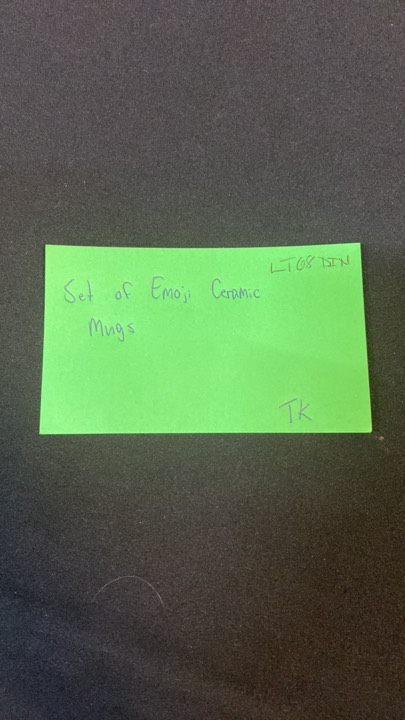 LT08 DIN
Set of Emoji Ceramic
Mugs
TK